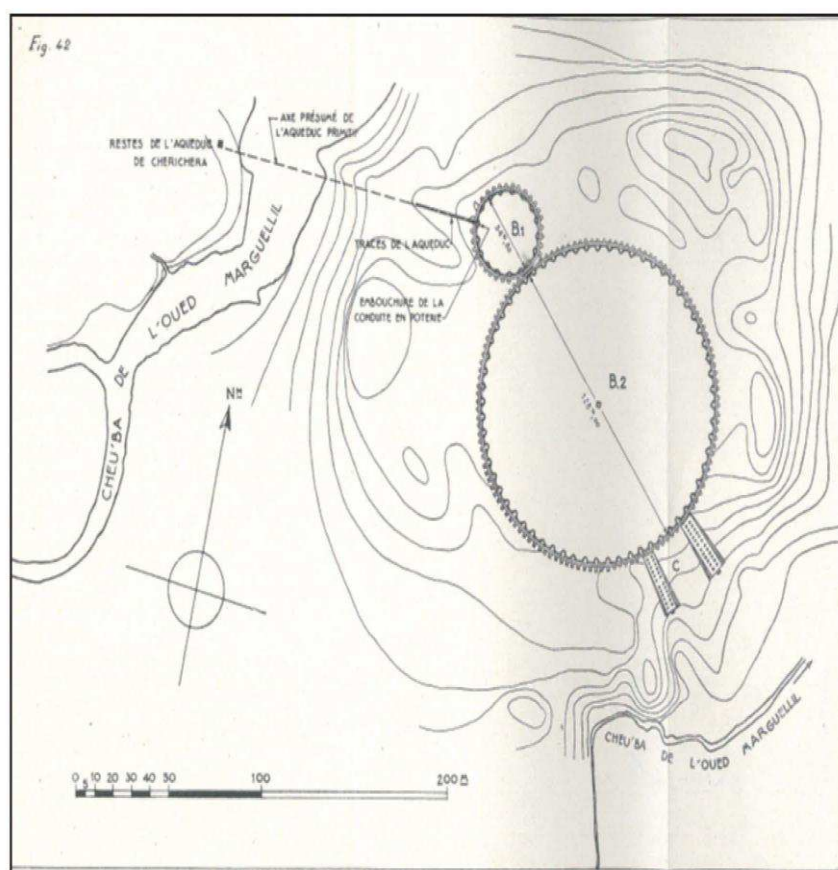 Fig. 42
AXE PRÉSUMÉ DE
L'AQUEDUC PRIMITIF
RESTES DE L'AQUEDUC
DE CHERICHERA
TRACES DE L'AQUEDUC
EMBOUCHURE DE LA
CONDUITE EN POTERIE
B1
B.2
C
CHEU'BA DE L'OUED MARGUELLIL
N
CHEU'BA DE L'OUED MARGUELLIL
0 5 10 20 30 40 50 100 200